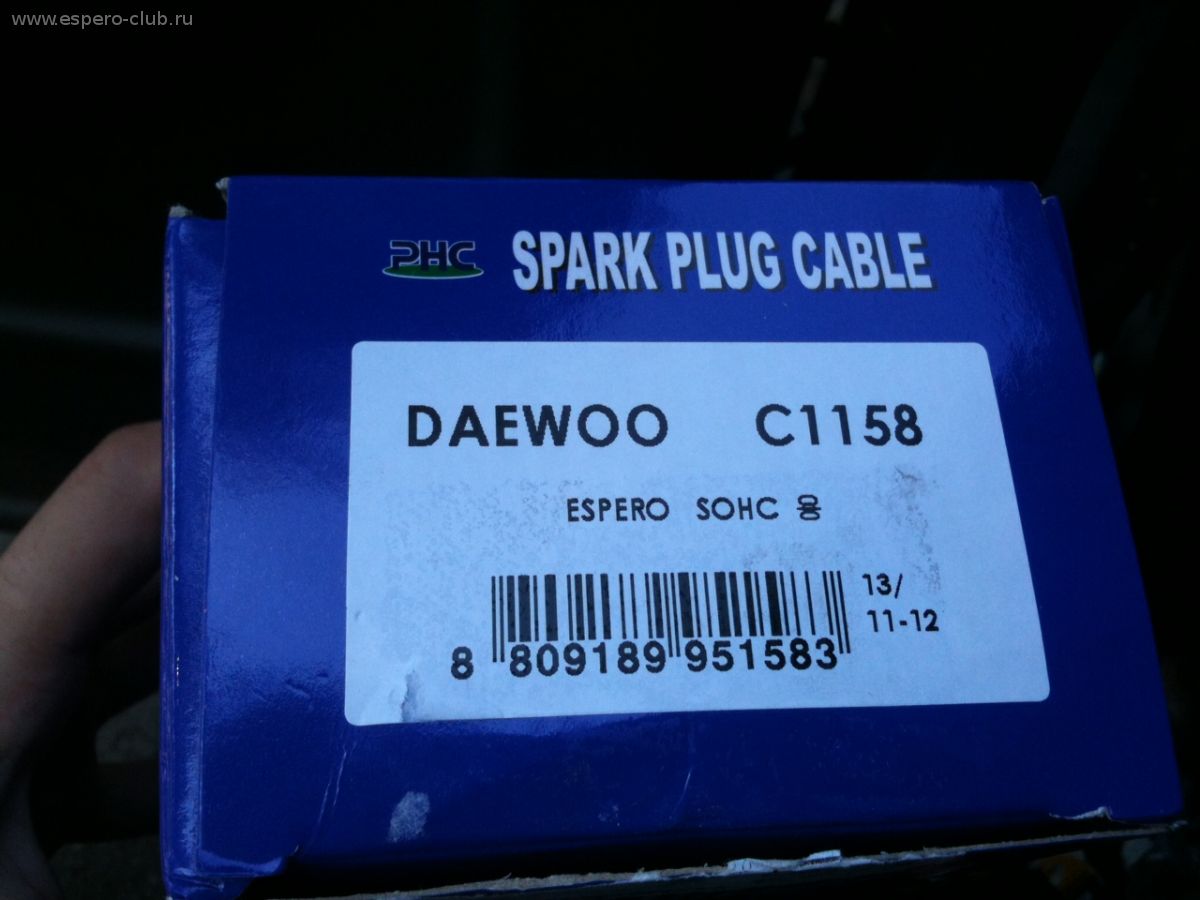 www.espero-club.ru
PHC SPARK PLUG CABLE
DAEWOO C1158
ESPERO SOHC 용
13/
11-12
8 809189 951583